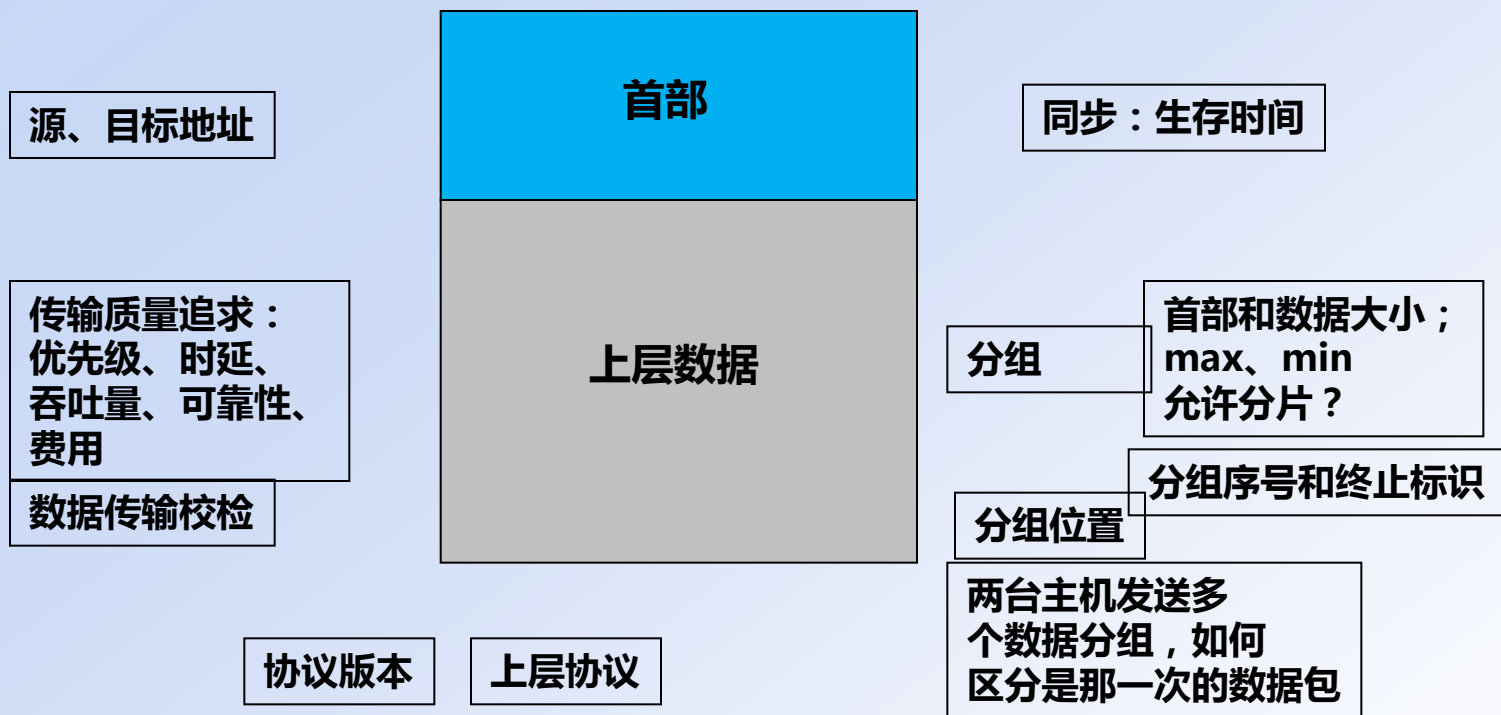 首部
源、目标地址
同步：生存时间
传输质量追求：
优先级、时延、
吞吐量、可靠性、
费用
上层数据
分组
首部和数据大小；
max、min
允许分片？
数据传输校检
分组序号和终止标识
分组位置
两台主机发送多
个数据分组，如何
区分是那一次的数据包
协议版本
上层协议